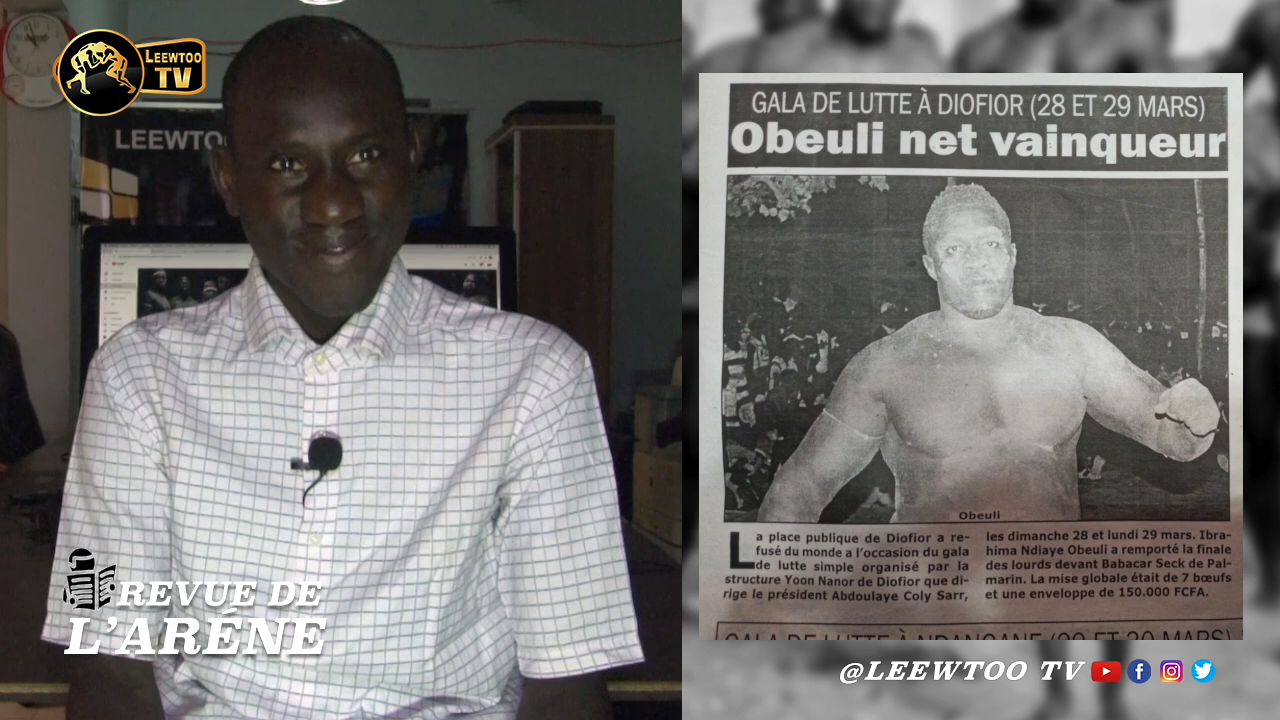 LEEWTOO
TV
LEEWTO
REVUE DE
L'ARÉNE
GALA DE LUTTE À DIOFIOR (28 ET 29 MARS)
Obeuli net vainqueur
Obeuli
La place publique de Diofior a re-
fusé du monde a l'occasion du gala
de lutte simple organisé par la
structure Yoon Nanor de Diofior que di-
rige le président Abdoulaye Coly Sarr,
les dimanche 28 et lundi 29 mars. Ibra-
hima Ndiaye Obeuli a remporté la finale
des lourds devant Babacar Seck de Pal-
marin. La mise globale était de 7 bœufs
et une enveloppe de 150.000 FCFA.
GALA DE LUTTE À NDANGANE (29 ET 30 MARS)
@LEEWTOO TV